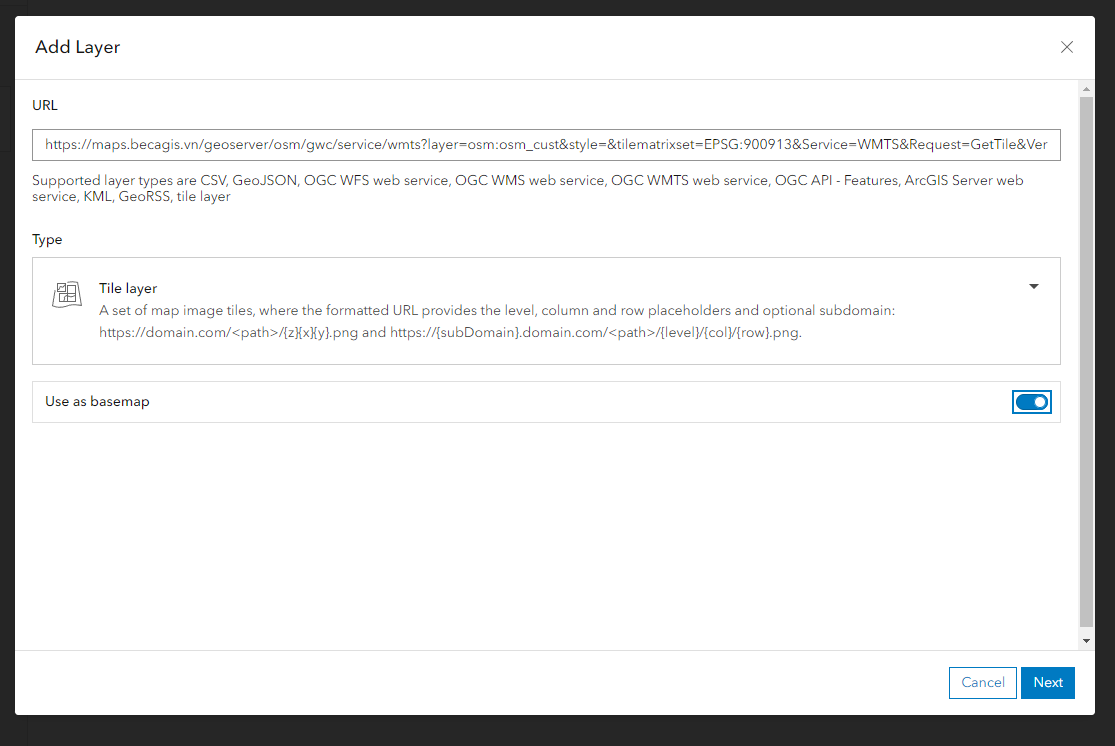 Add Layer
URL
https://maps.becagis.vn/geoserver/osm/gwc/service/wmts?layer=osm:osm_cust&style=&tilematrixset=EPSG:900913&Service=WMTS&Request=GetTile&Ver
Supported layer types are CSV, GeoJSON, OGC WFS web service, OGC WMS web service, OGC WMTS web service, OGC API - Features, ArcGIS Server web
service, KML, GeoRSS, tile layer
Type
Tile layer
A set of map image tiles, where the formatted URL provides the level, column and row placeholders and optional subdomain:
https://domain.com/<path>/{z}{x}{y}.png and https://{subDomain}.domain.com/<path>/{level}/{col}/{row}.png.
Use as basemap
Cancel
Next